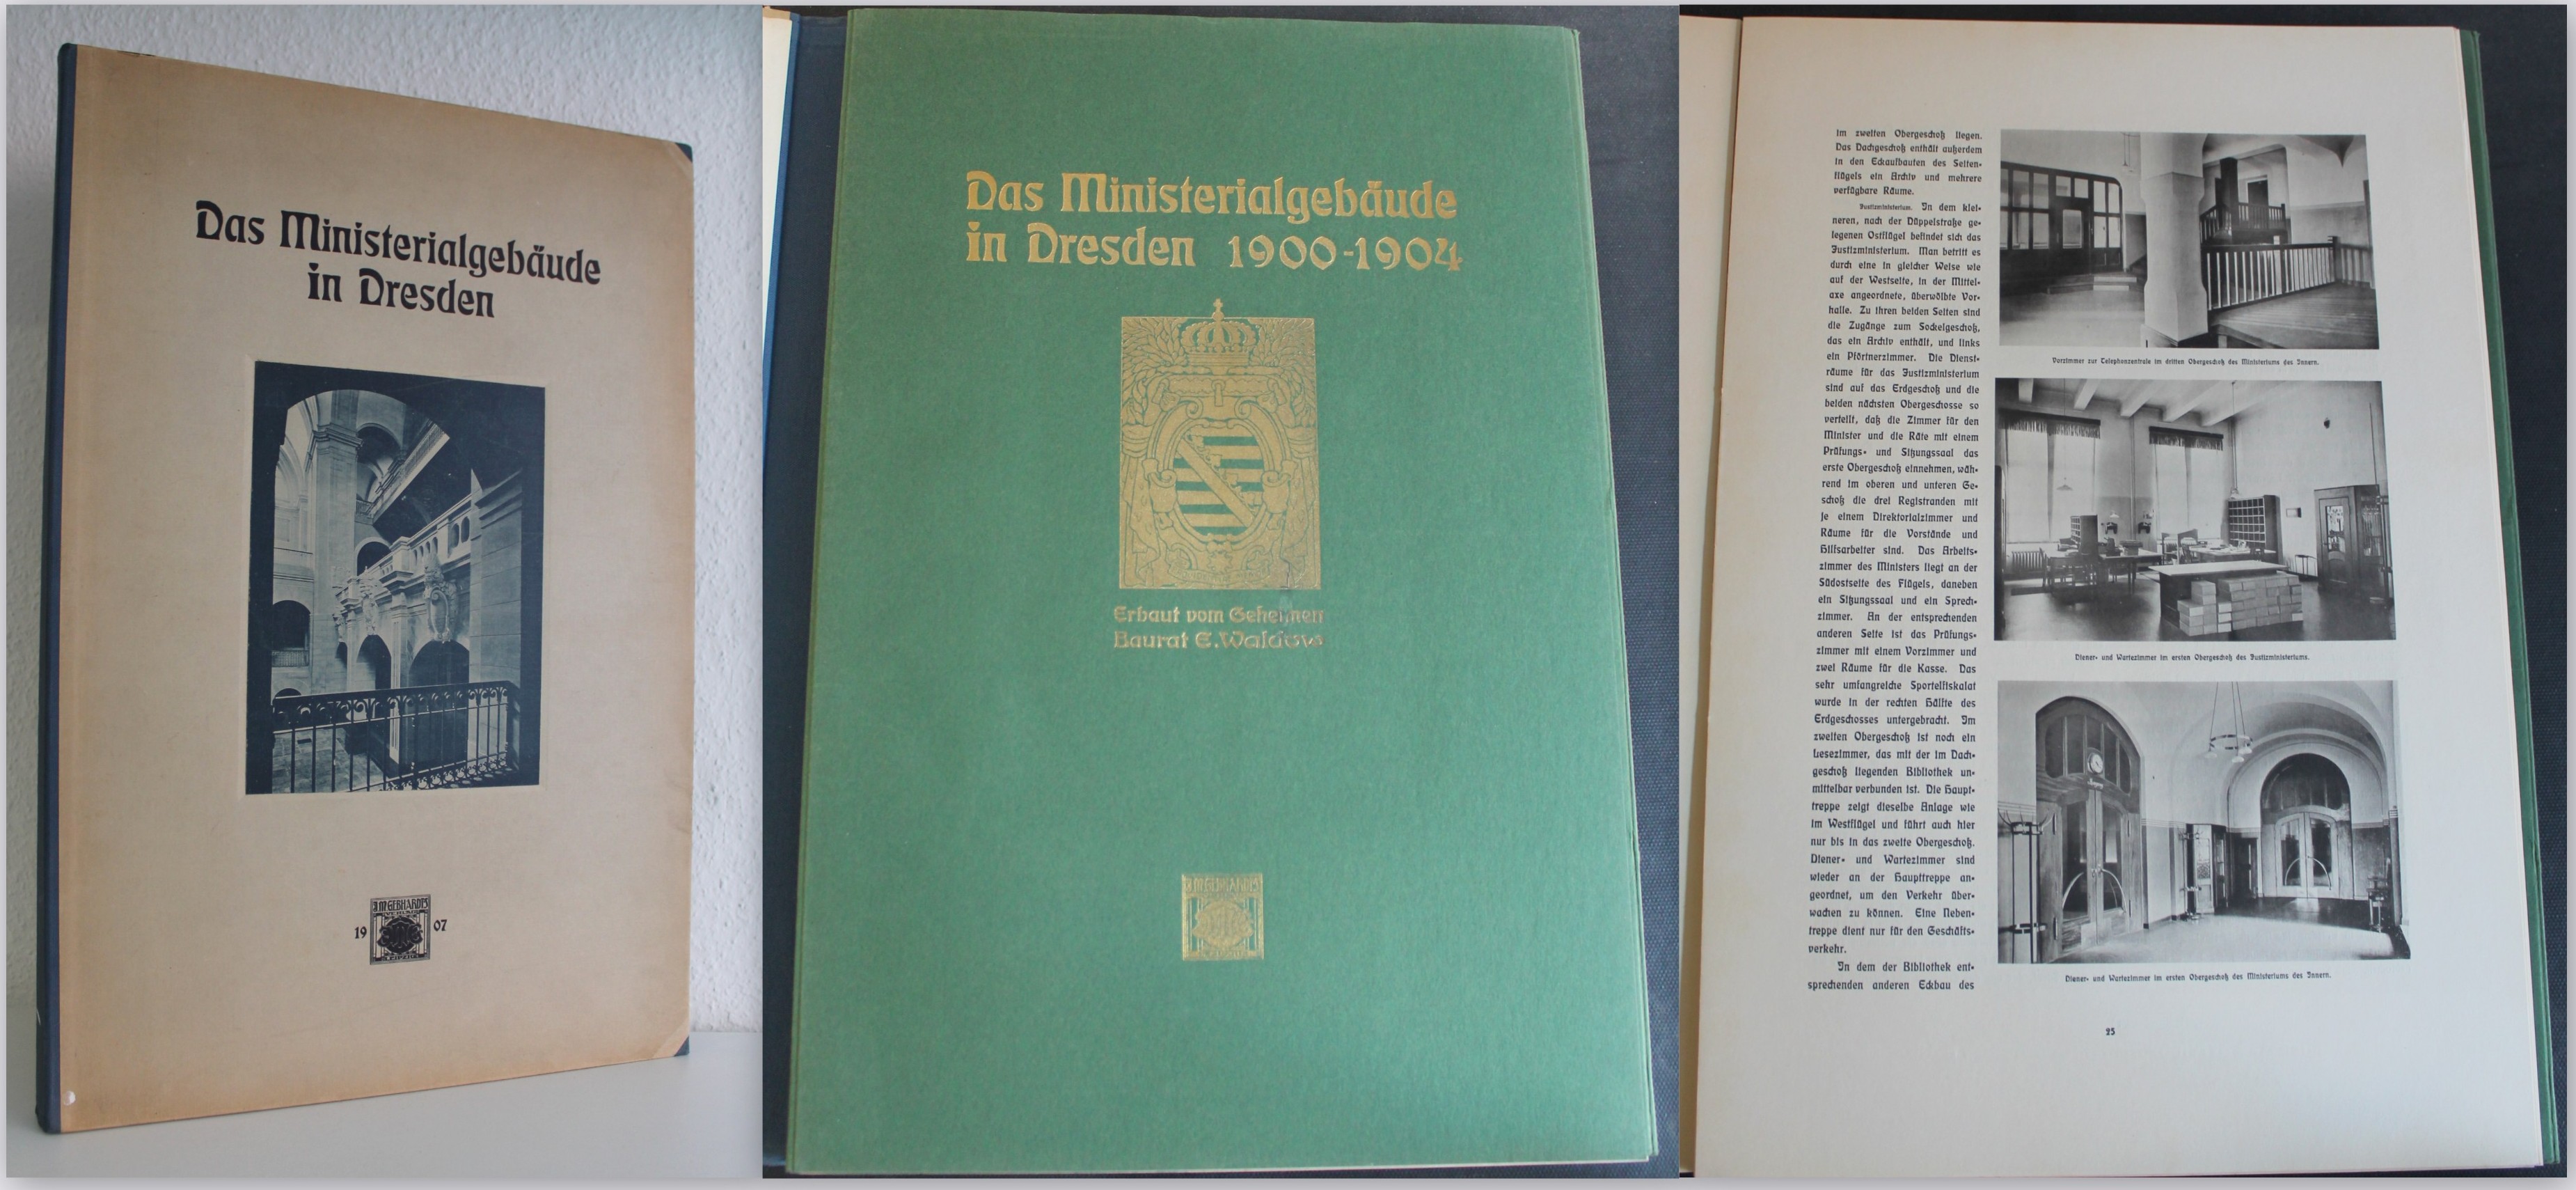 Das Ministerialgebäude
in Dresden
J M GEBHARDTS
19 07
Das Ministerialgebäude
in Dresden 1900-1904
Erbaut vom Geheimen
Baurat E. Waldow
J M GEBHARDTS
im zweiten Obergeschoß liegen.
Das Dachgeschoß enthält außerdem
in den Eckaufbauten des Seiten-
flügels ein Archiv und mehrere
verfügbare Räume.
Justizministerium. In dem klei-
neren, nach der Düppelstraße ge-
legenen Ostflügel befindet sich das
Justizministerium. Man betritt es
durch eine in gleicher Weise wie
auf der Westseite, in der Mittel-
axe angeordnete, überwölbte Vor-
halle. Zu ihren beiden Seiten sind
die Zugänge zum Sockelgeschoß,
das ein Archiv enthält, und links
ein Pförtnerzimmer. Die Dienst-
räume für das Justizministerium
sind auf das Erdgeschoß und die
beiden nächsten Obergeschosse so
verteilt, daß die Zimmer für den
Minister und die Räte mit einem
Prüfungs- und Sitzungssaal das
erste Obergeschoß einnehmen, wäh-
rend im oberen und unteren Ge-
schoß die drei Registranden mit
je einem Direktorialzimmer und
Räume für die Vorstände und
Hilfsarbeiter sind. Das Arbeits-
zimmer des Ministers liegt an der
Südostseite des Flügels, daneben
ein Sitzungssaal und ein Sprech-
zimmer. An der entsprechenden
anderen Seite ist das Prüfungs-
zimmer mit einem Vorzimmer und
zwei Räume für die Kasse. Das
sehr umfangreiche Sportelfiskalat
wurde in der rechten Hälfte des
Erdgeschosses untergebracht. Im
zweiten Obergeschoß ist noch ein
Lesezimmer, das mit der im Dach-
geschoß liegenden Bibliothek un-
mittelbar verbunden ist. Die Haupt-
treppe zeigt dieselbe Anlage wie
im Westflügel und führt auch hier
nur bis in das zweite Obergeschoß.
Diener- und Wartezimmer sind
wieder an der Haupttreppe an-
geordnet, um den Verkehr über-
wachen zu können. Eine Neben-
treppe dient nur für den Geschäfts-
verkehr.
In dem der Bibliothek ent-
sprechenden anderen Eckbau des
Vorzimmer zur Telephonzentrale im dritten Obergeschoß des Ministeriums des Innern.
Diener- und Wartezimmer im ersten Obergeschoß des Justizministeriums.
Diener- und Wartezimmer im ersten Obergeschoß des Ministeriums des Innern.
25